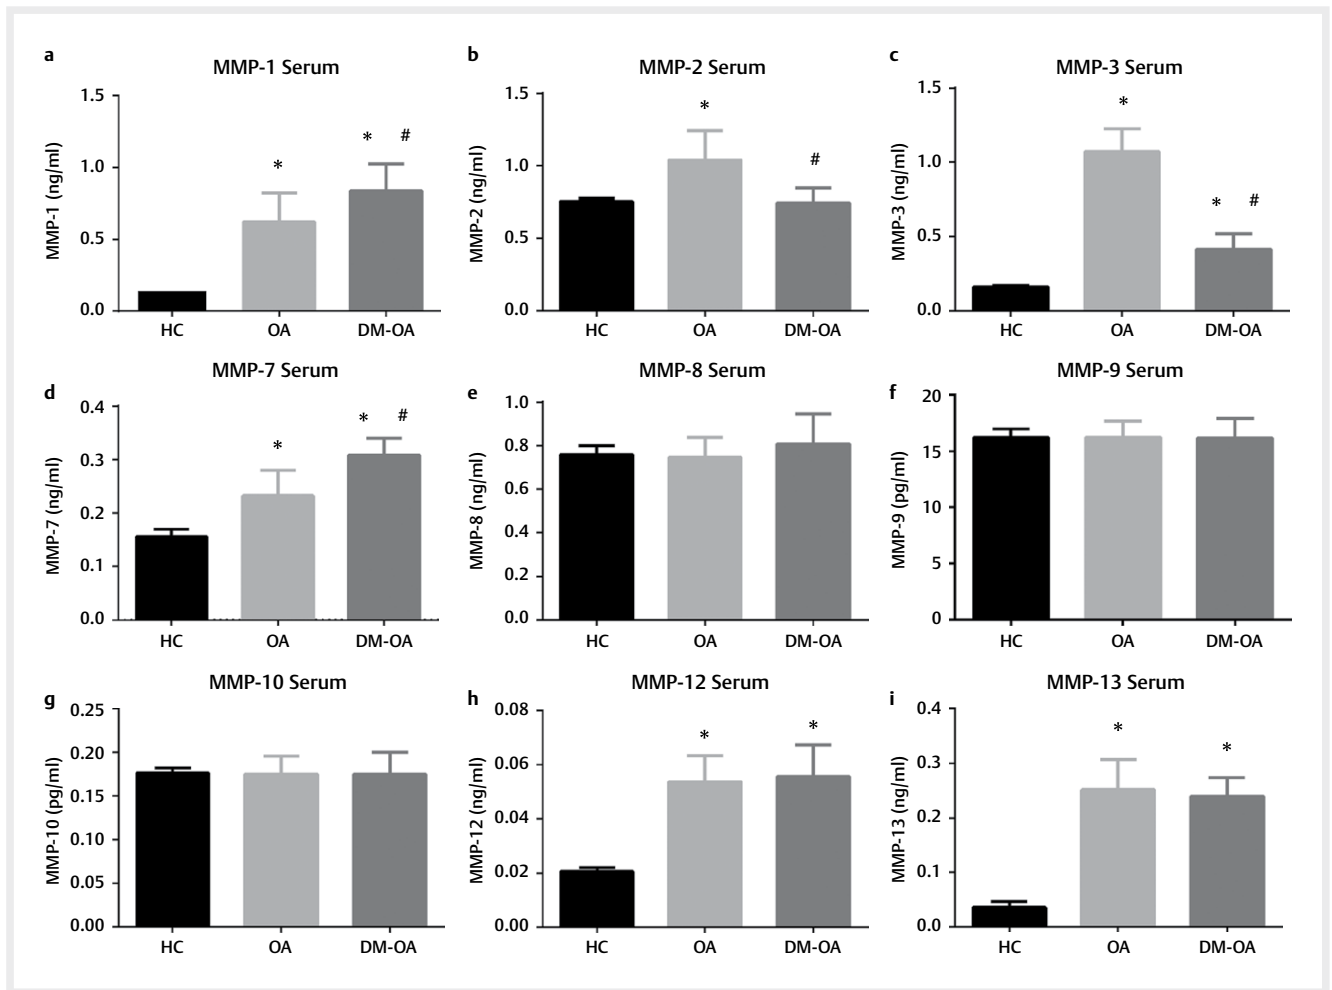 a
MMP-1 Serum
MMP-1 (ng/ml)
1.5
1.0
0.5
0.0
*
* #
HC OA DM-OA
b
MMP-2 Serum
MMP-2 (ng/ml)
1.5
1.0
0.5
0.0
*
#
HC OA DM-OA
c
MMP-3 Serum
MMP-3 (ng/ml)
1.5
1.0
0.5
0.0
*
* #
HC OA DM-OA
d
MMP-7 Serum
MMP-7 (ng/ml)
0.4
0.3
0.2
0.1
0.0
*
* #
HC OA DM-OA
e
MMP-8 Serum
MMP-8 (ng/ml)
1.0
0.8
0.6
0.4
0.2
0.0
HC OA DM-OA
f
MMP-9 Serum
MMP-9 (pg/ml)
20
15
10
5
0
HC OA DM-OA
g
MMP-10 Serum
MMP-10 (pg/ml)
0.25
0.20
0.15
0.10
0.05
0.00
HC OA DM-OA
h
MMP-12 Serum
MMP-12 (ng/ml)
0.08
0.06
0.04
0.02
0.00
*
*
HC OA DM-OA
i
MMP-13 Serum
MMP-13 (ng/ml)
0.4
0.3
0.2
0.1
0.0
*
*
HC OA DM-OA